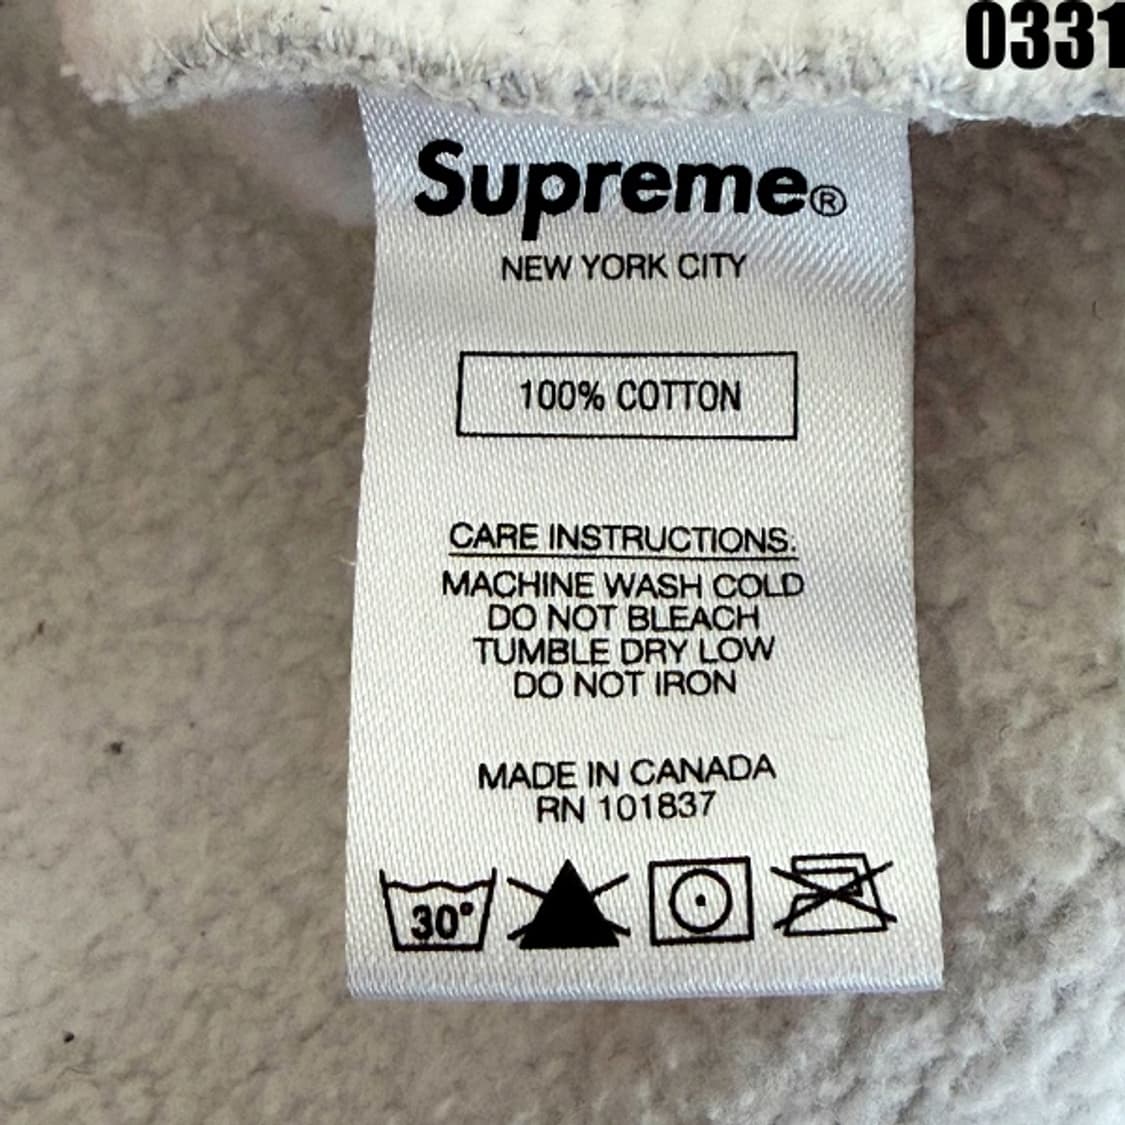 0331
Supreme®
NEW YORK CITY
100% COTTON
CARE INSTRUCTIONS:
MACHINE WASH COLD
DO NOT BLEACH
TUMBLE DRY LOW
DO NOT IRON
MADE IN CANADA
RN 101837
30°